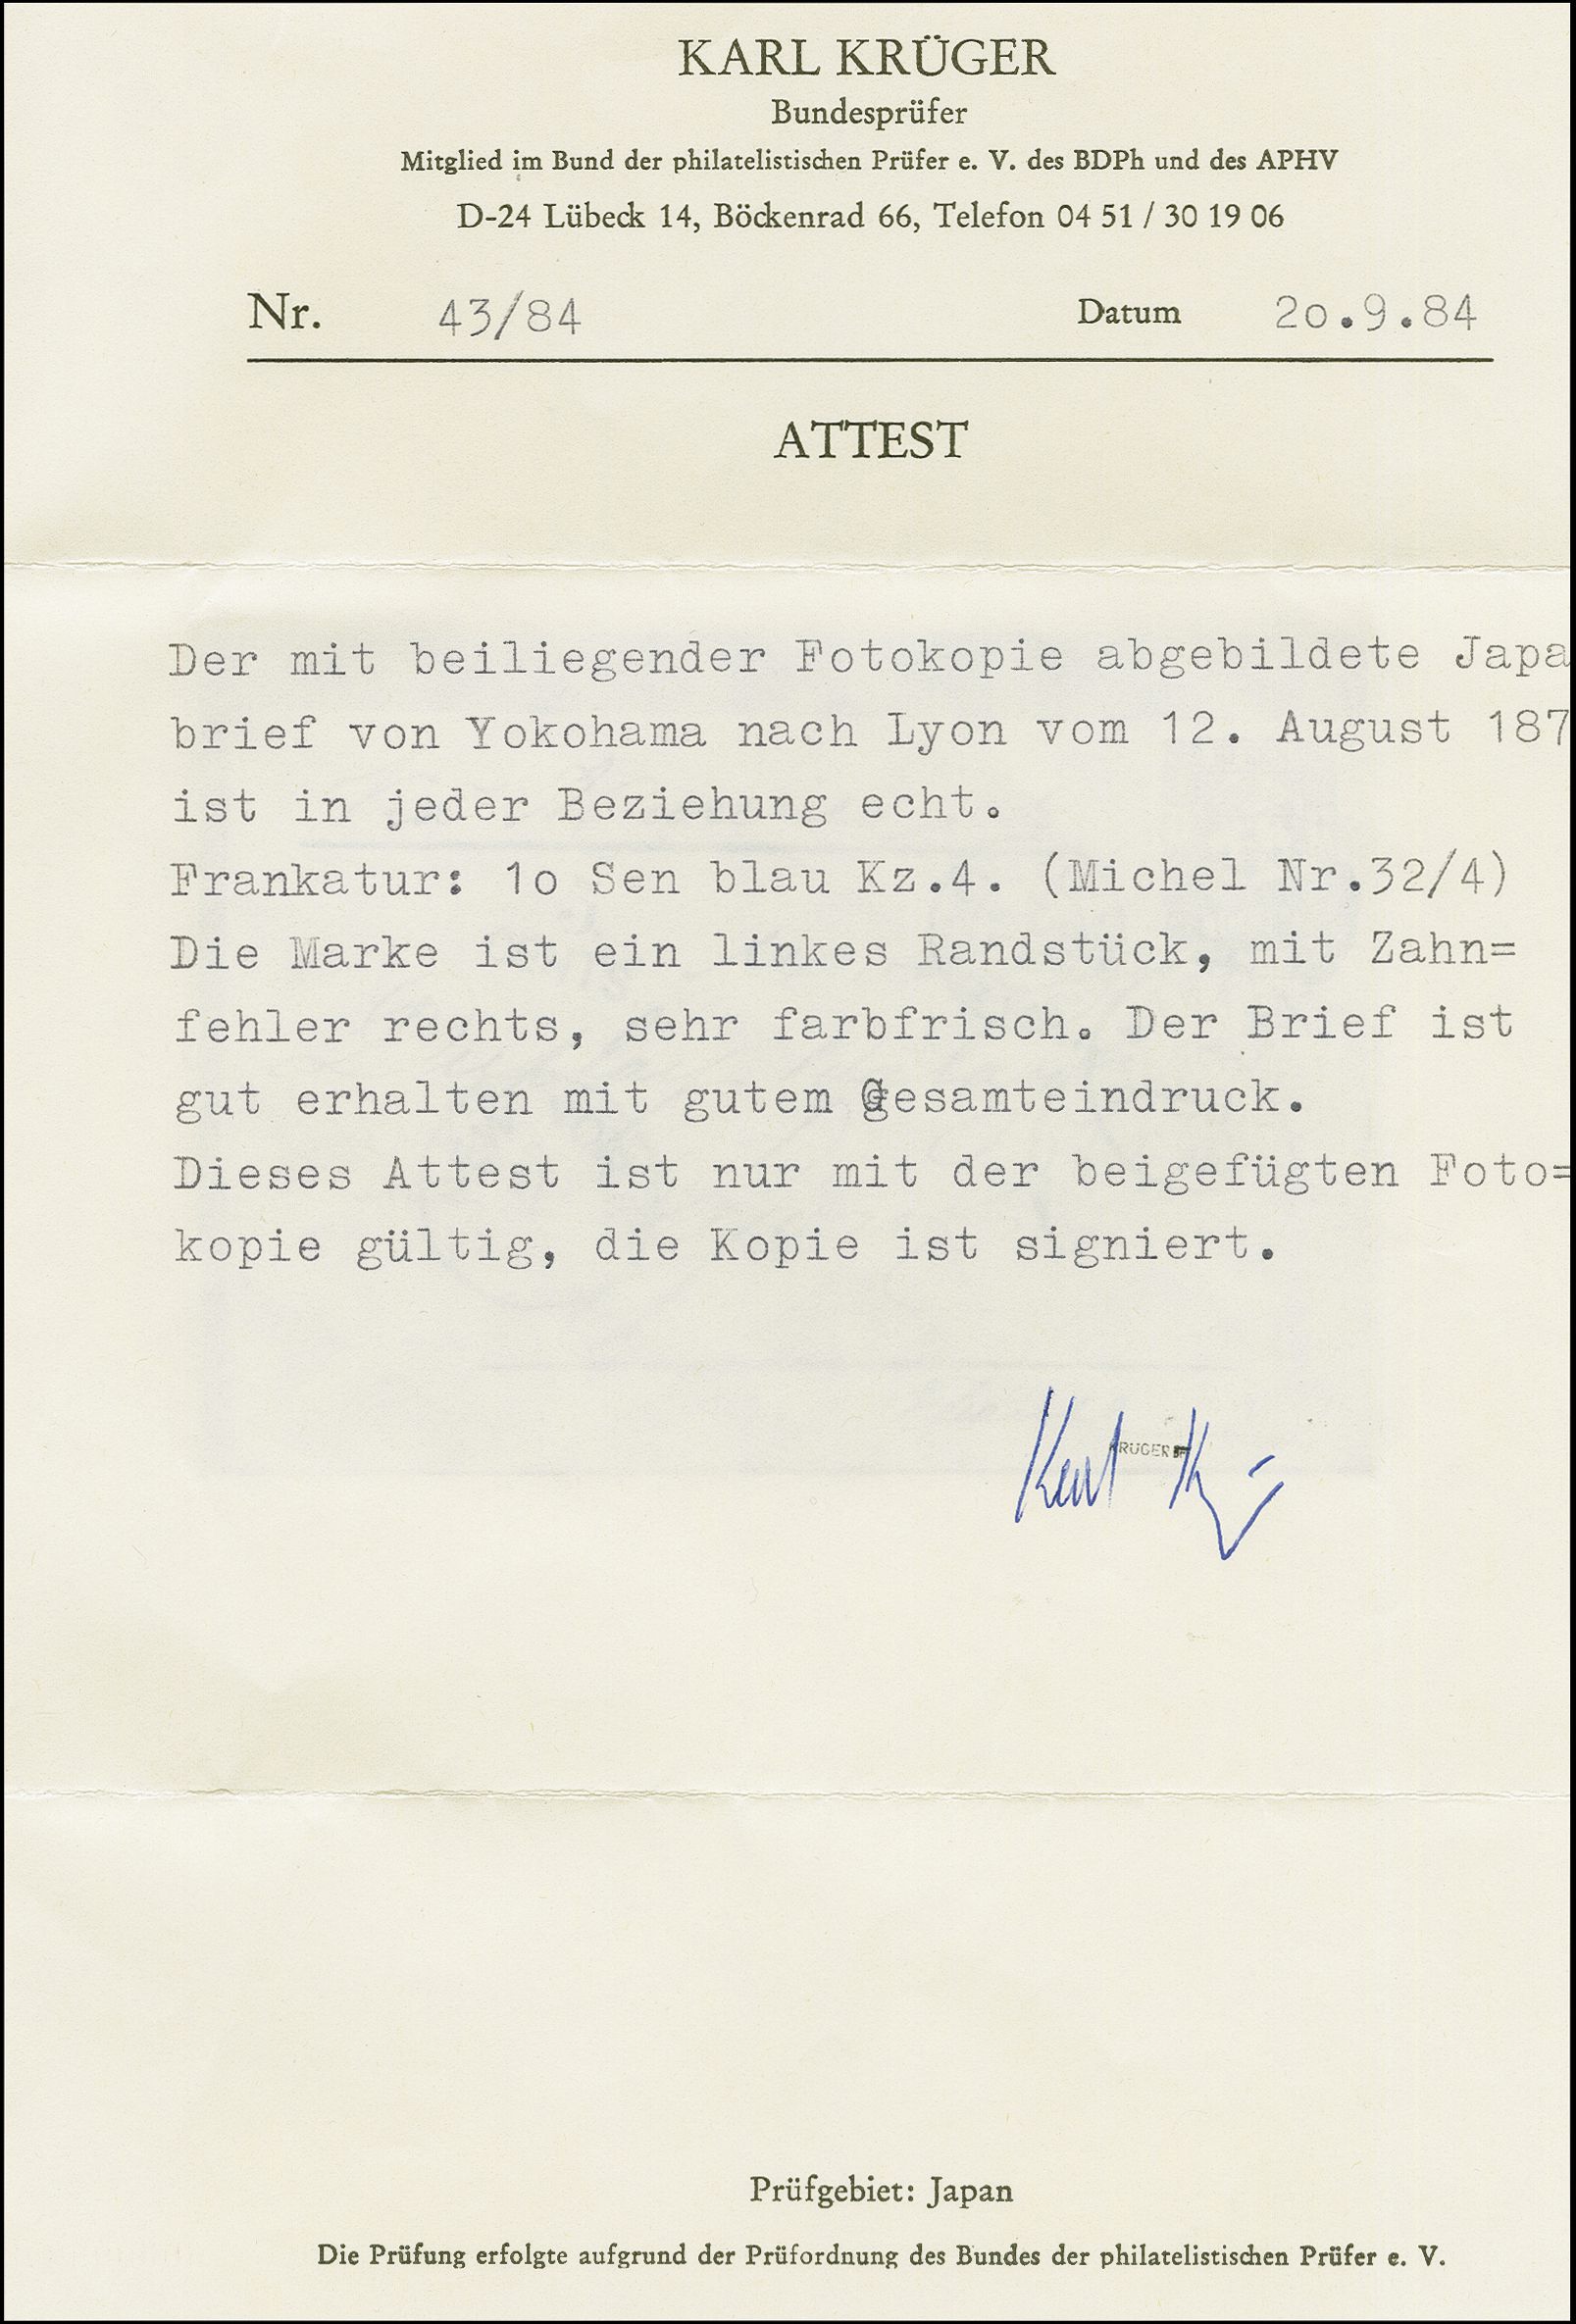 KARL KRÜGER
Bundesprüfer
Mitglied im Bund der philatelistischen Prüfer e. V. des BDPh und des APHV
D-24 Lübeck 14, Böckenrad 66, Telefon 04 51 / 30 19 06
Nr. 43/84 Datum 2o.9.84
ATTEST
Der mit beiliegender Fotokopie abgebildete Japa
brief von Yokohama nach Lyon vom 12. August 187
ist in jeder Beziehung echt.
Frankatur: 1o Sen blau Kz.4. (Michel Nr.32/4)
Die Marke ist ein linkes Randstück, mit Zahn=
fehler rechts, sehr farbfrisch. Der Brief ist
gut erhalten mit gutem Gesamteindruck.
Dieses Attest ist nur mit der beigefügten Foto=
kopie gültig, die Kopie ist signiert.
Prüfgebiet: Japan
Die Prüfung erfolgte aufgrund der Prüfordnung des Bundes der philatelistischen Prüfer e. V.